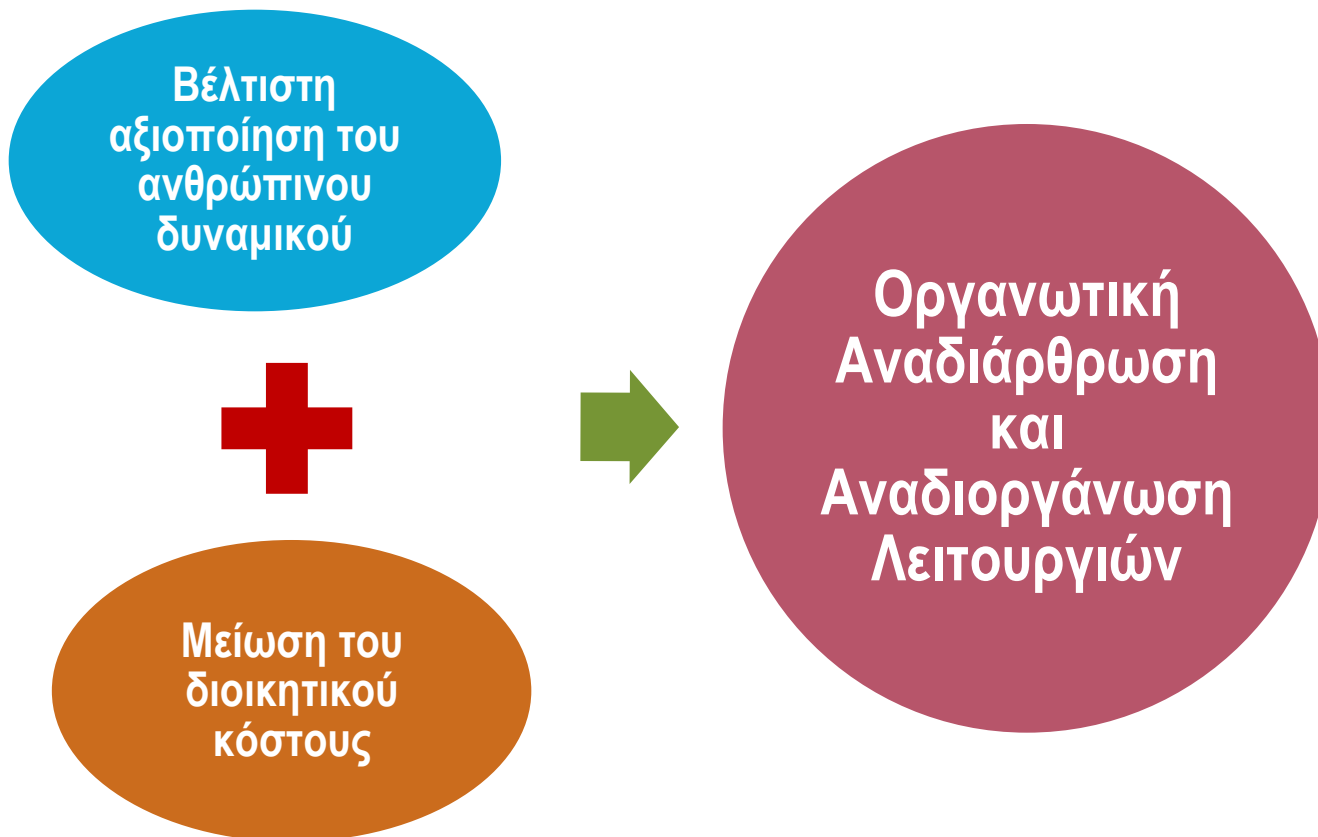 Βέλτιστη
αξιοποίηση του
ανθρώπινου
δυναμικού
Μείωση του
διοικητικού
κόστους
Οργανωτική
Αναδιάρθρωση
και
Αναδιοργάνωση
Λειτουργιών